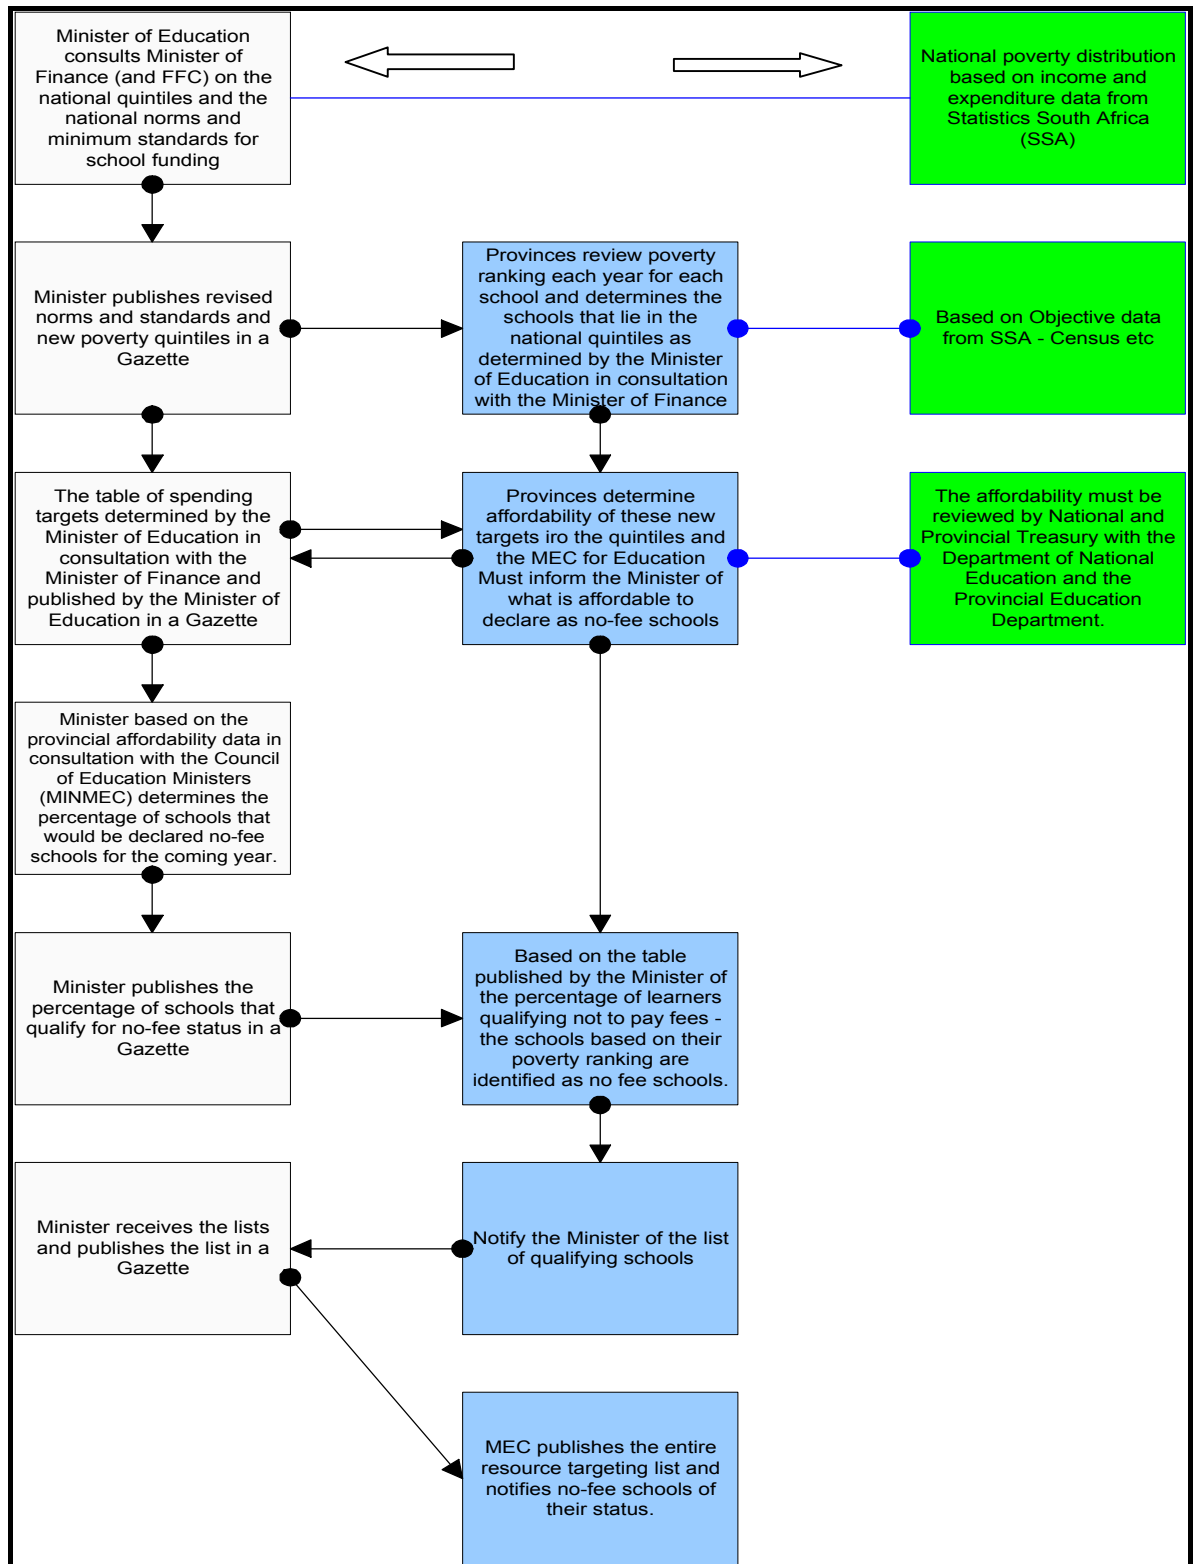 Minister of Education
consults Minister of
Finance (and FFC) on the
national quintiles and the
national norms and
minimum standards for
school funding
National poverty distribution
based on income and
expenditure data from
Statistics South Africa
(SSA)
Minister publishes revised
norms and standards and
new poverty quintiles in a
Gazette
Provinces review poverty
ranking each year for each
school and determines the
schools that lie in the
national quintiles as
determined by the Minister
of Education in consultation
with the Minister of Finance
Based on Objective data
from SSA - Census etc
The table of spending
targets determined by the
Minister of Education in
consultation with the
Minister of Finance and
published by the Minister of
Education in a Gazette
Provinces determine
affordability of these new
targets iro the quintiles and
the MEC for Education
Must inform the Minister of
what is affordable to
declare as no-fee schools
The affordability must be
reviewed by National and
Provincial Treasury with the
Department of National
Education and the
Provincial Education
Department.
Minister based on the
provincial affordability data in
consultation with the Council
of Education Ministers
(MINMEC) determines the
percentage of schools that
would be declared no-fee
schools for the coming year.
Minister publishes the
percentage of schools that
qualify for no-fee status in a
Gazette
Based on the table
published by the Minister of
the percentage of learners
qualifying not to pay fees -
the schools based on their
poverty ranking are
identified as no fee schools.
Minister receives the lists
and publishes the list in a
Gazette
Notify the Minister of the list
of qualifying schools
MEC publishes the entire
resource targeting list and
notifies no-fee schools of
their status.